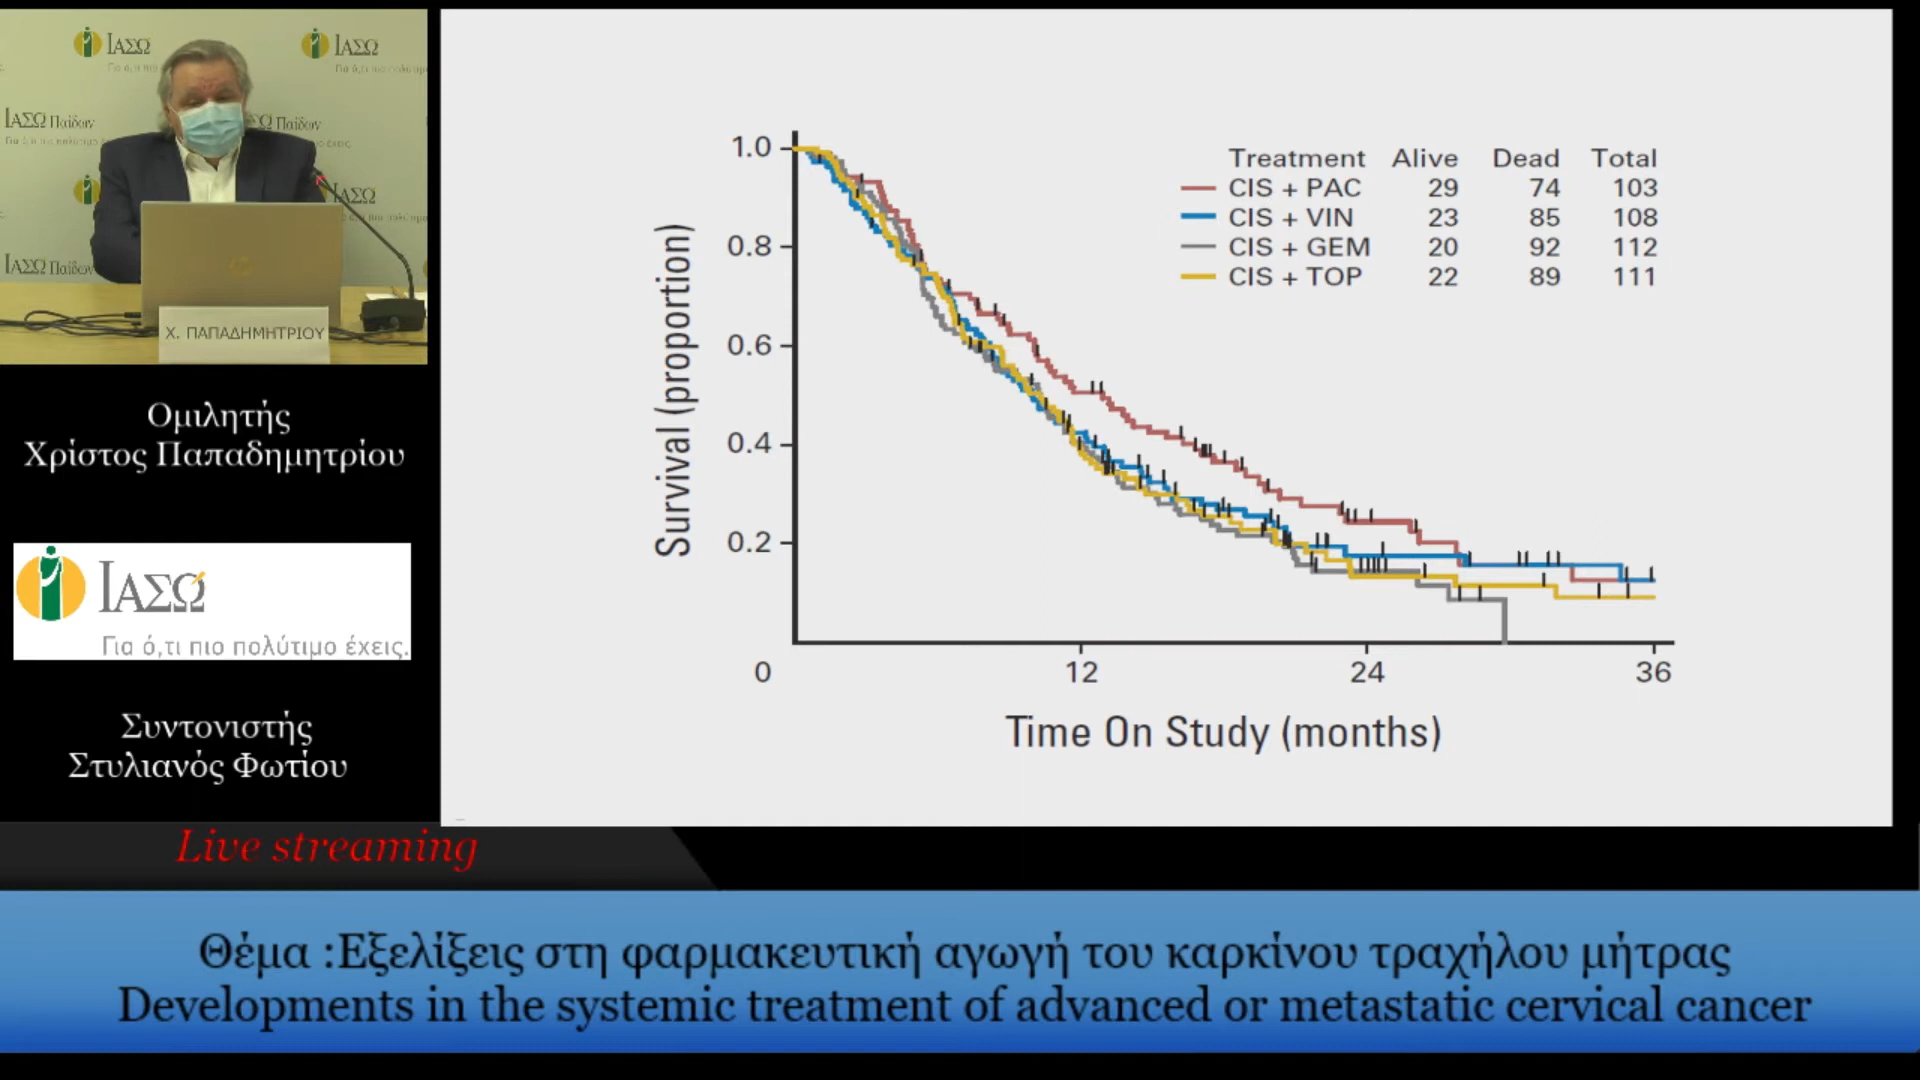 ΙΑΣΩ
ΙΑΣΩ
ΙΑΣΩ Παίδων
ΙΑΣΩ
ΙΑΣΩ Παίδων
Χ. ΠΑΠΑΔΗΜΗΤΡΙΟΥ
Ομιλητής
Χρίστος Παπαδημητρίου
ΙΑΣΩ
Για ό,τι πιο πολύτιμο έχεις.
Συντονιστής
Στυλιανός Φωτίου
Live streaming
Survival (proportion)
1.0
0.8
0.6
0.4
0.2
0
12
24
36
Time On Study (months)
Treatment Alive Dead Total
CIS + PAC 29 74 103
CIS + VIN 23 85 108
CIS + GEM 20 92 112
CIS + TOP 22 89 111
Θέμα :Εξελίξεις στη φαρμακευτική αγωγή του καρκίνου τραχήλου μήτρας
Developments in the systemic treatment of advanced or metastatic cervical cancer